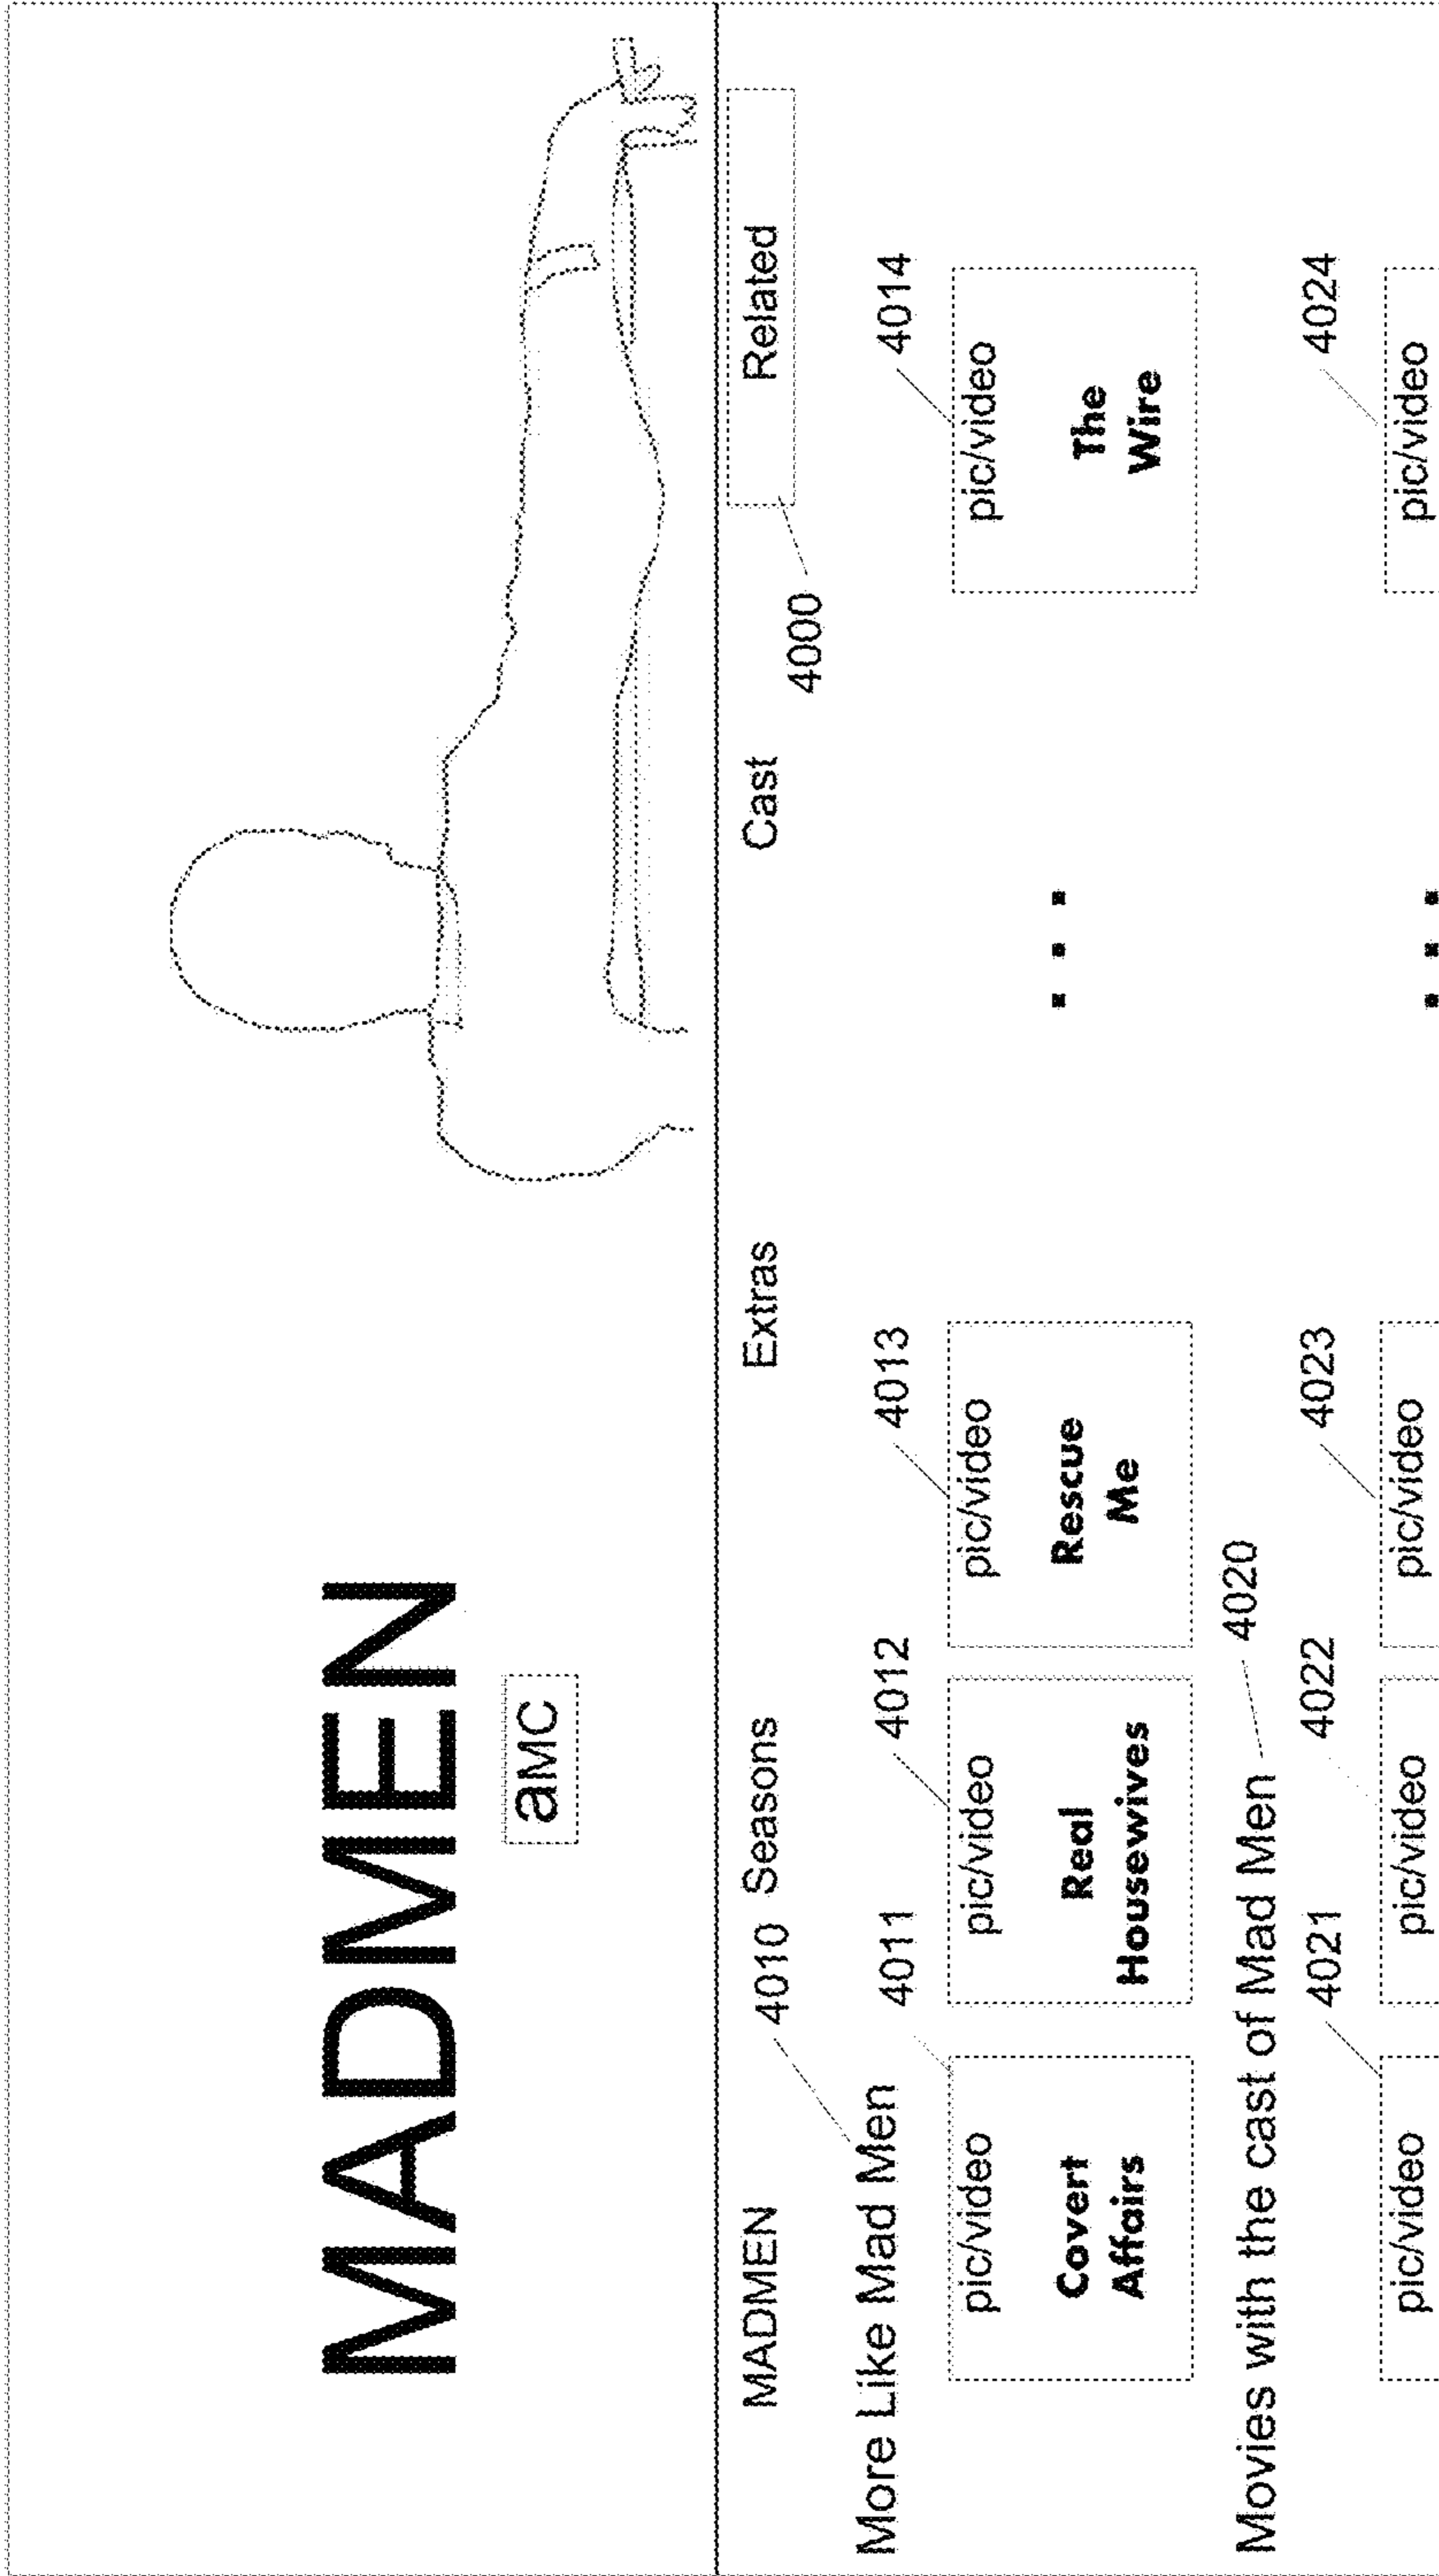 MADMEN
aMC
MADMEN Seasons Extras Cast Related
4010
4000
More Like Mad Men
4011 4012 4013 4014
pic/video pic/video pic/video pic/video
Covert Real Rescue The
Affairs Housewives Me Wire
Movies with the cast of Mad Men 4020
4021 4022 4023 4024
pic/video pic/video pic/video pic/video